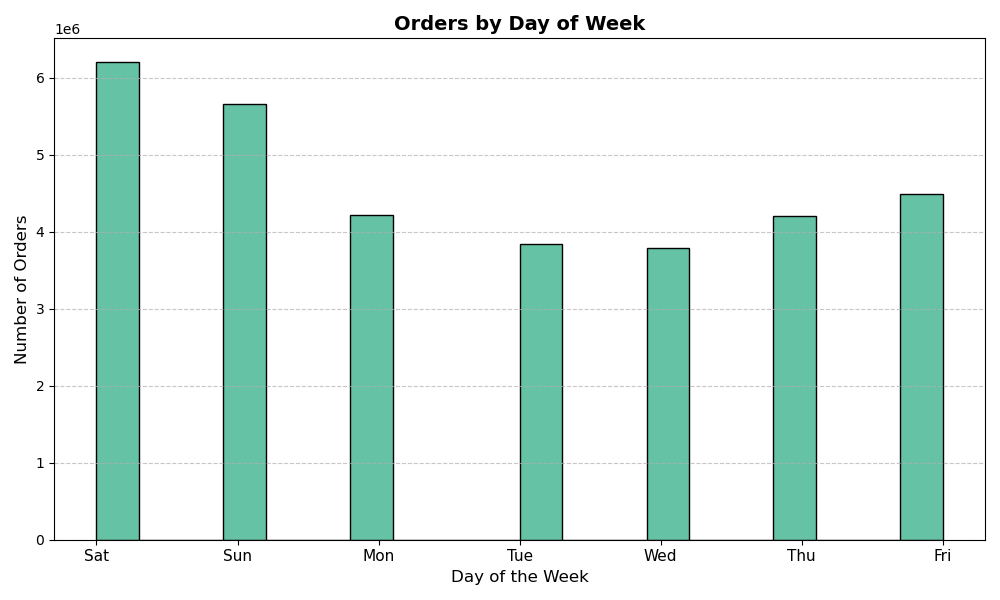 Orders by Day of Week
1e6
6
5
4
3
2
1
0
Number of Orders
Sat Sun Mon Tue Wed Thu Fri
Day of the Week